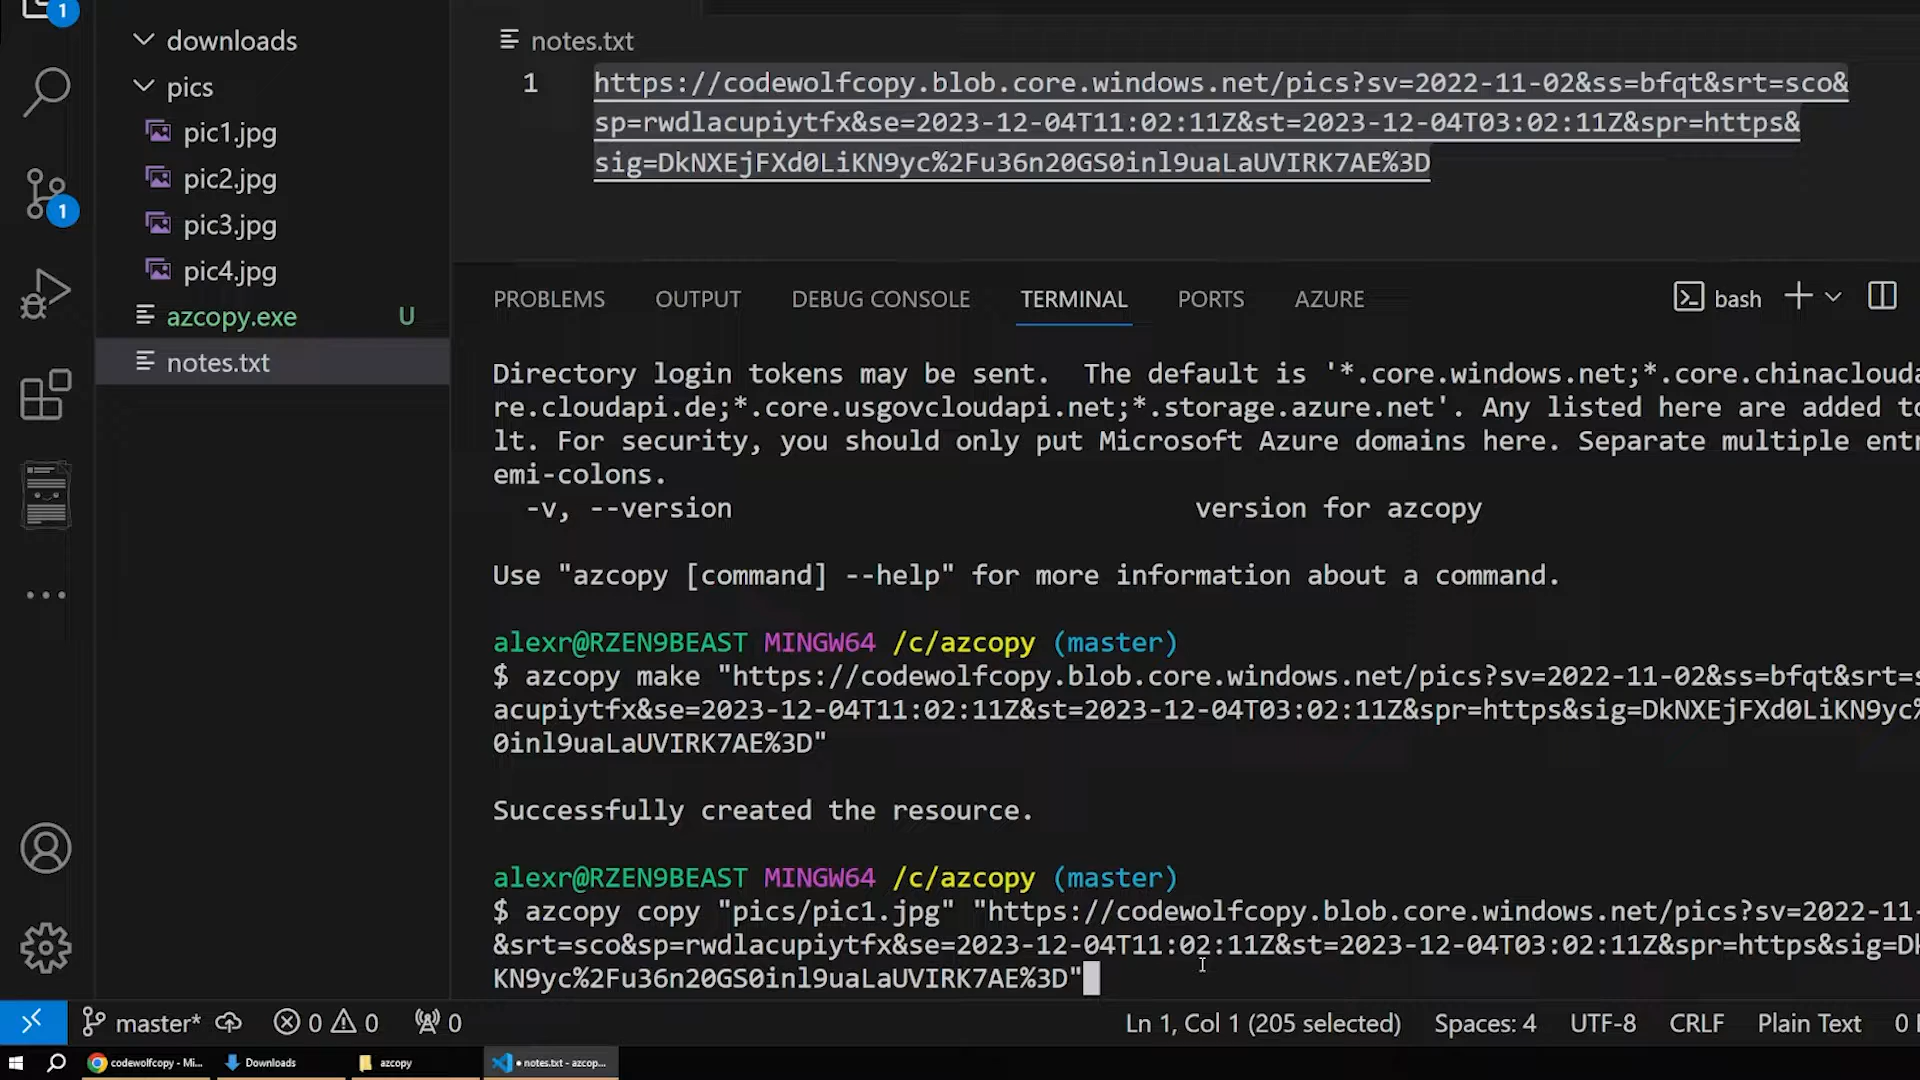 1
downloads
pics
pic1.jpg
pic2.jpg
pic3.jpg
pic4.jpg
azcopy.exe U
notes.txt
1
notes.txt
1 https://codewolfcopy.blob.core.windows.net/pics?sv=2022-11-02&ss=bfqt&srt=sco&
sp=rwdlacupiytfx&se=2023-12-04T11:02:11Z&st=2023-12-04T03:02:11Z&spr=https&
sig=DkNXEjFXd0LiKN9yc%2Fu36n20GS0inl9uaLaUVIRK7AE%3D
PROBLEMS OUTPUT DEBUG CONSOLE TERMINAL PORTS AZURE bash
Directory login tokens may be sent.  The default is '*.core.windows.net;*.core.chinacloud
re.cloudapi.de;*.core.usgovcloudapi.net;*.storage.azure.net'. Any listed here are added to
lt. For security, you should only put Microsoft Azure domains here. Separate multiple entr
emi-colons.
-v, --version version for azcopy
Use "azcopy [command] --help" for more information about a command.
alexr@RZEN9BEAST MINGW64 /c/azcopy (master)
$ azcopy make "https://codewolfcopy.blob.core.windows.net/pics?sv=2022-11-02&ss=bfqt&srt=s
acupiytfx&se=2023-12-04T11:02:11Z&st=2023-12-04T03:02:11Z&spr=https&sig=DkNXEjFXd0LiKN9yc%
0inl9uaLaUVIRK7AE%3D"
Successfully created the resource.
alexr@RZEN9BEAST MINGW64 /c/azcopy (master)
$ azcopy copy "pics/pic1.jpg" "https://codewolfcopy.blob.core.windows.net/pics?sv=2022-11-
&srt=sco&sp=rwdlacupiytfx&se=2023-12-04T11:02:11Z&st=2023-12-04T03:02:11Z&spr=https&sig=Dk
KN9yc%2Fu36n20GS0inl9uaLaUVIRK7AE%3D"
master* 0 0 0 Ln 1, Col 1 (205 selected) Spaces: 4 UTF-8 CRLF Plain Text 0
codewolfcopy - Mi... Downloads azcopy notes.txt - azcop...